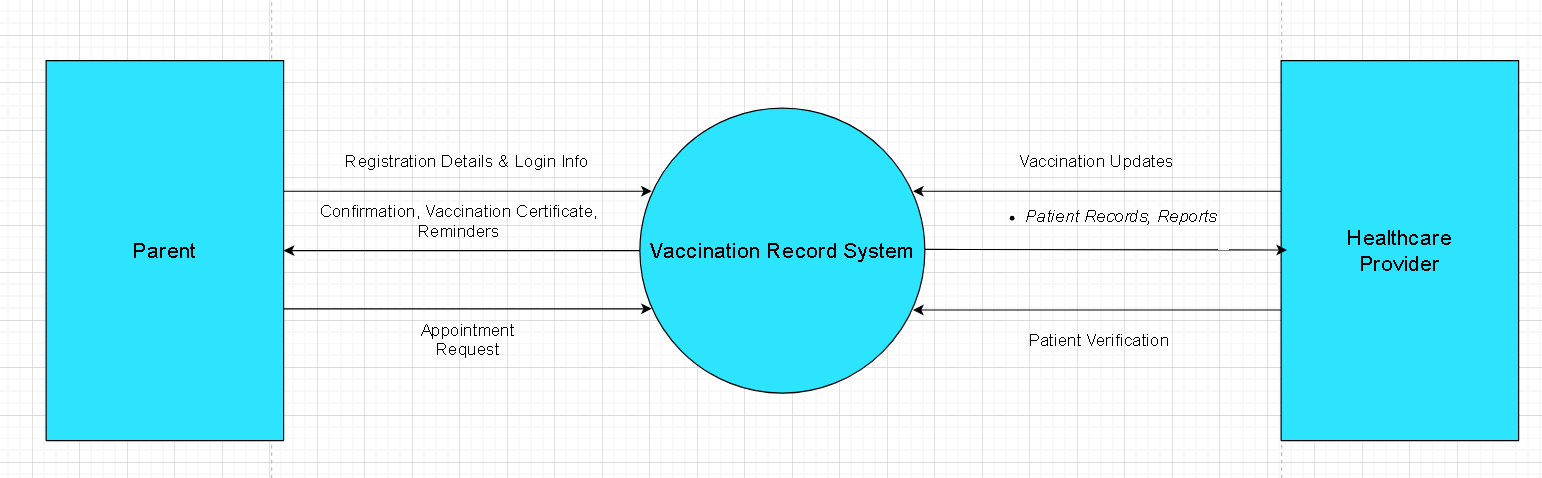 Registration Details & Login Info
Confirmation, Vaccination Certificate,
Reminders
Parent
Appointment
Request
Vaccination Record System
Vaccination Updates
• Patient Records, Reports
Patient Verification
Healthcare
Provider